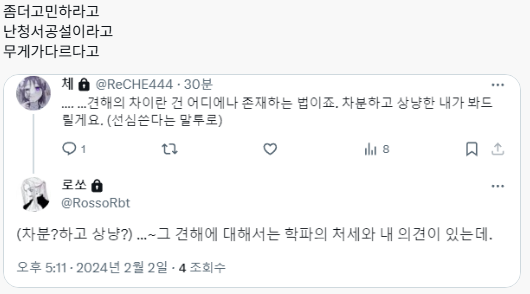 좀더고민하라고
난청서공설이라고
무게가다르다고
체 @ReCHE444 · 30분
.... ...견해의 차이란 건 어디에나 존재하는 법이죠. 차분하고 상냥한 내가 봐드
릴게요. (선심쓴다는 말투로)
1 8
로쏘
@RossoRbt
(차분?하고 상냥?) ...~그 견해에 대해서는 학파의 처세와 내 의견이 있는데.
오후 5:11 · 2024년 2월 2일 · 4 조회수